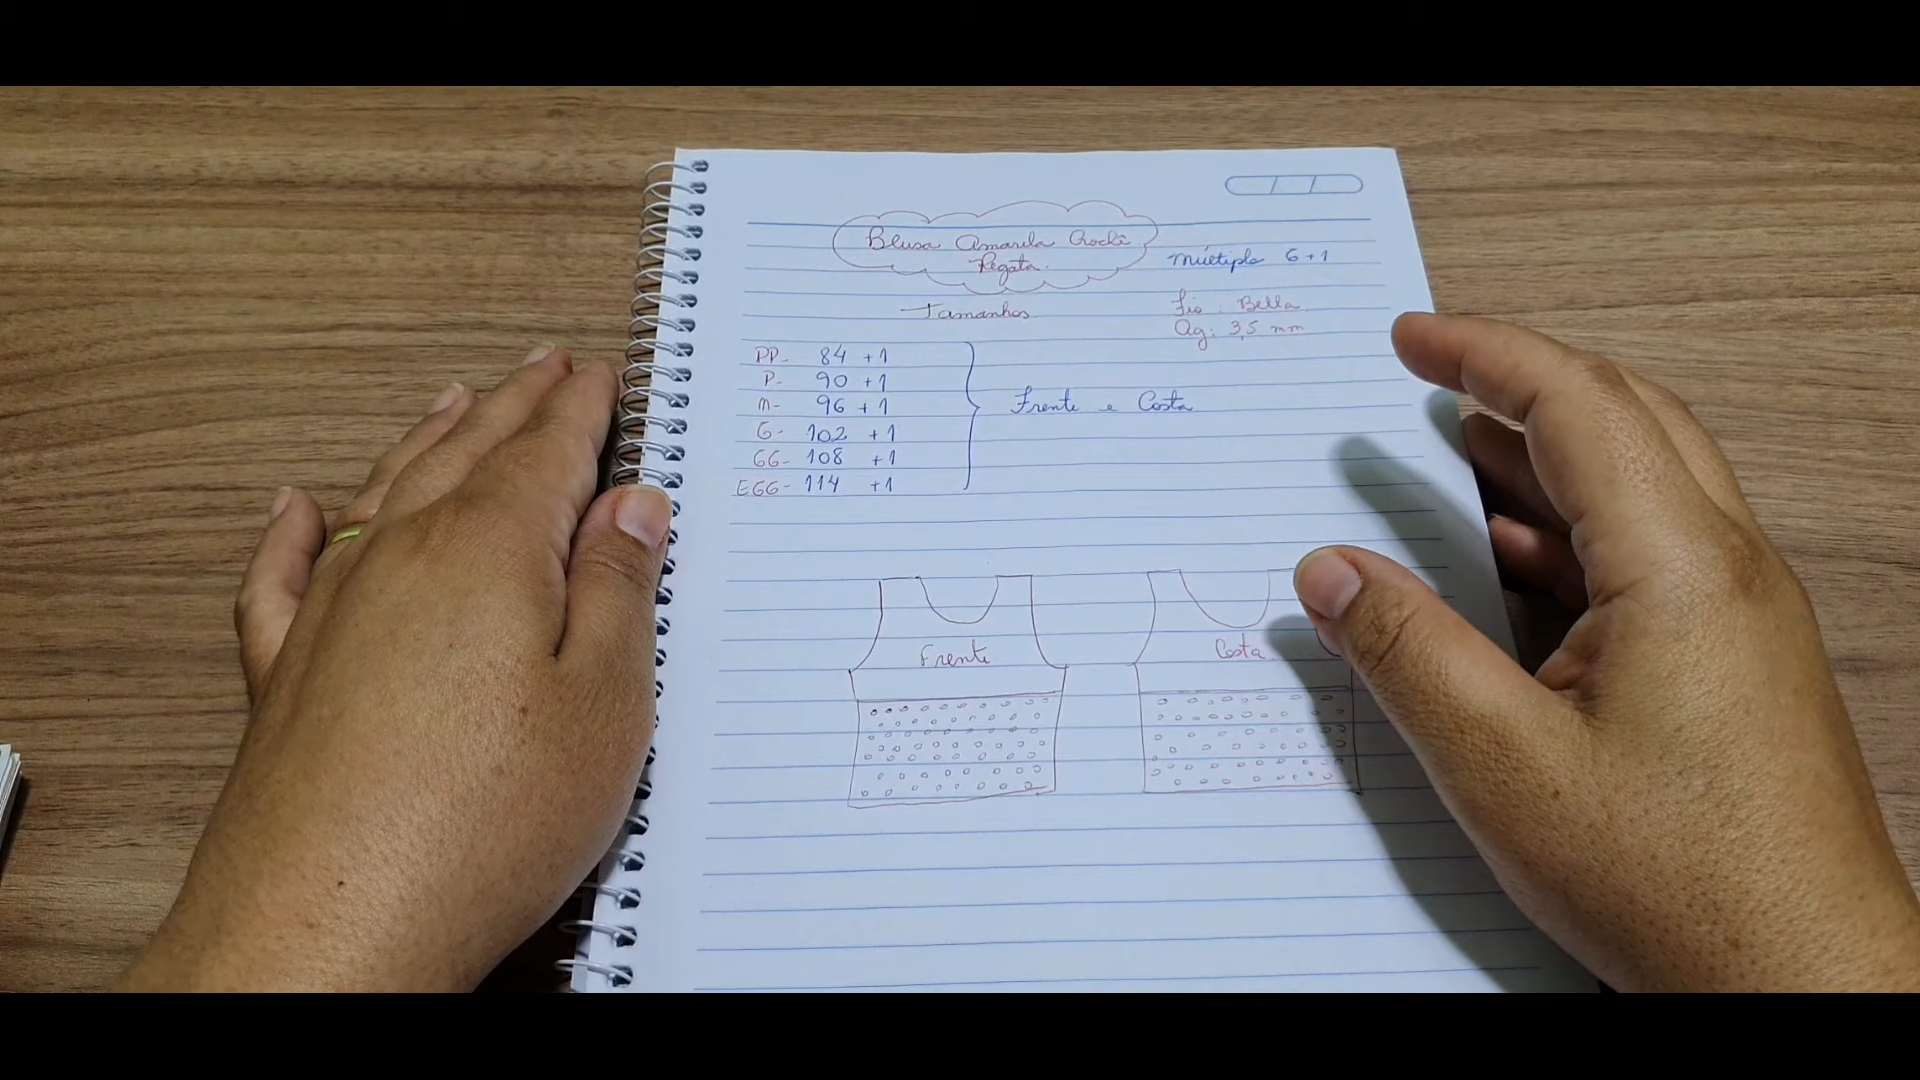 Blusa Amarela Crochê
Regata.
Múltiplo 6+1
Tamanhos
Fio: Bella
Ag: 3,5 mm
PP- 84 +1
P- 90 +1
M- 96 +1
G- 102 +1
GG- 108 +1
EGG- 114 +1
Frente e Costa
Frente
Costa